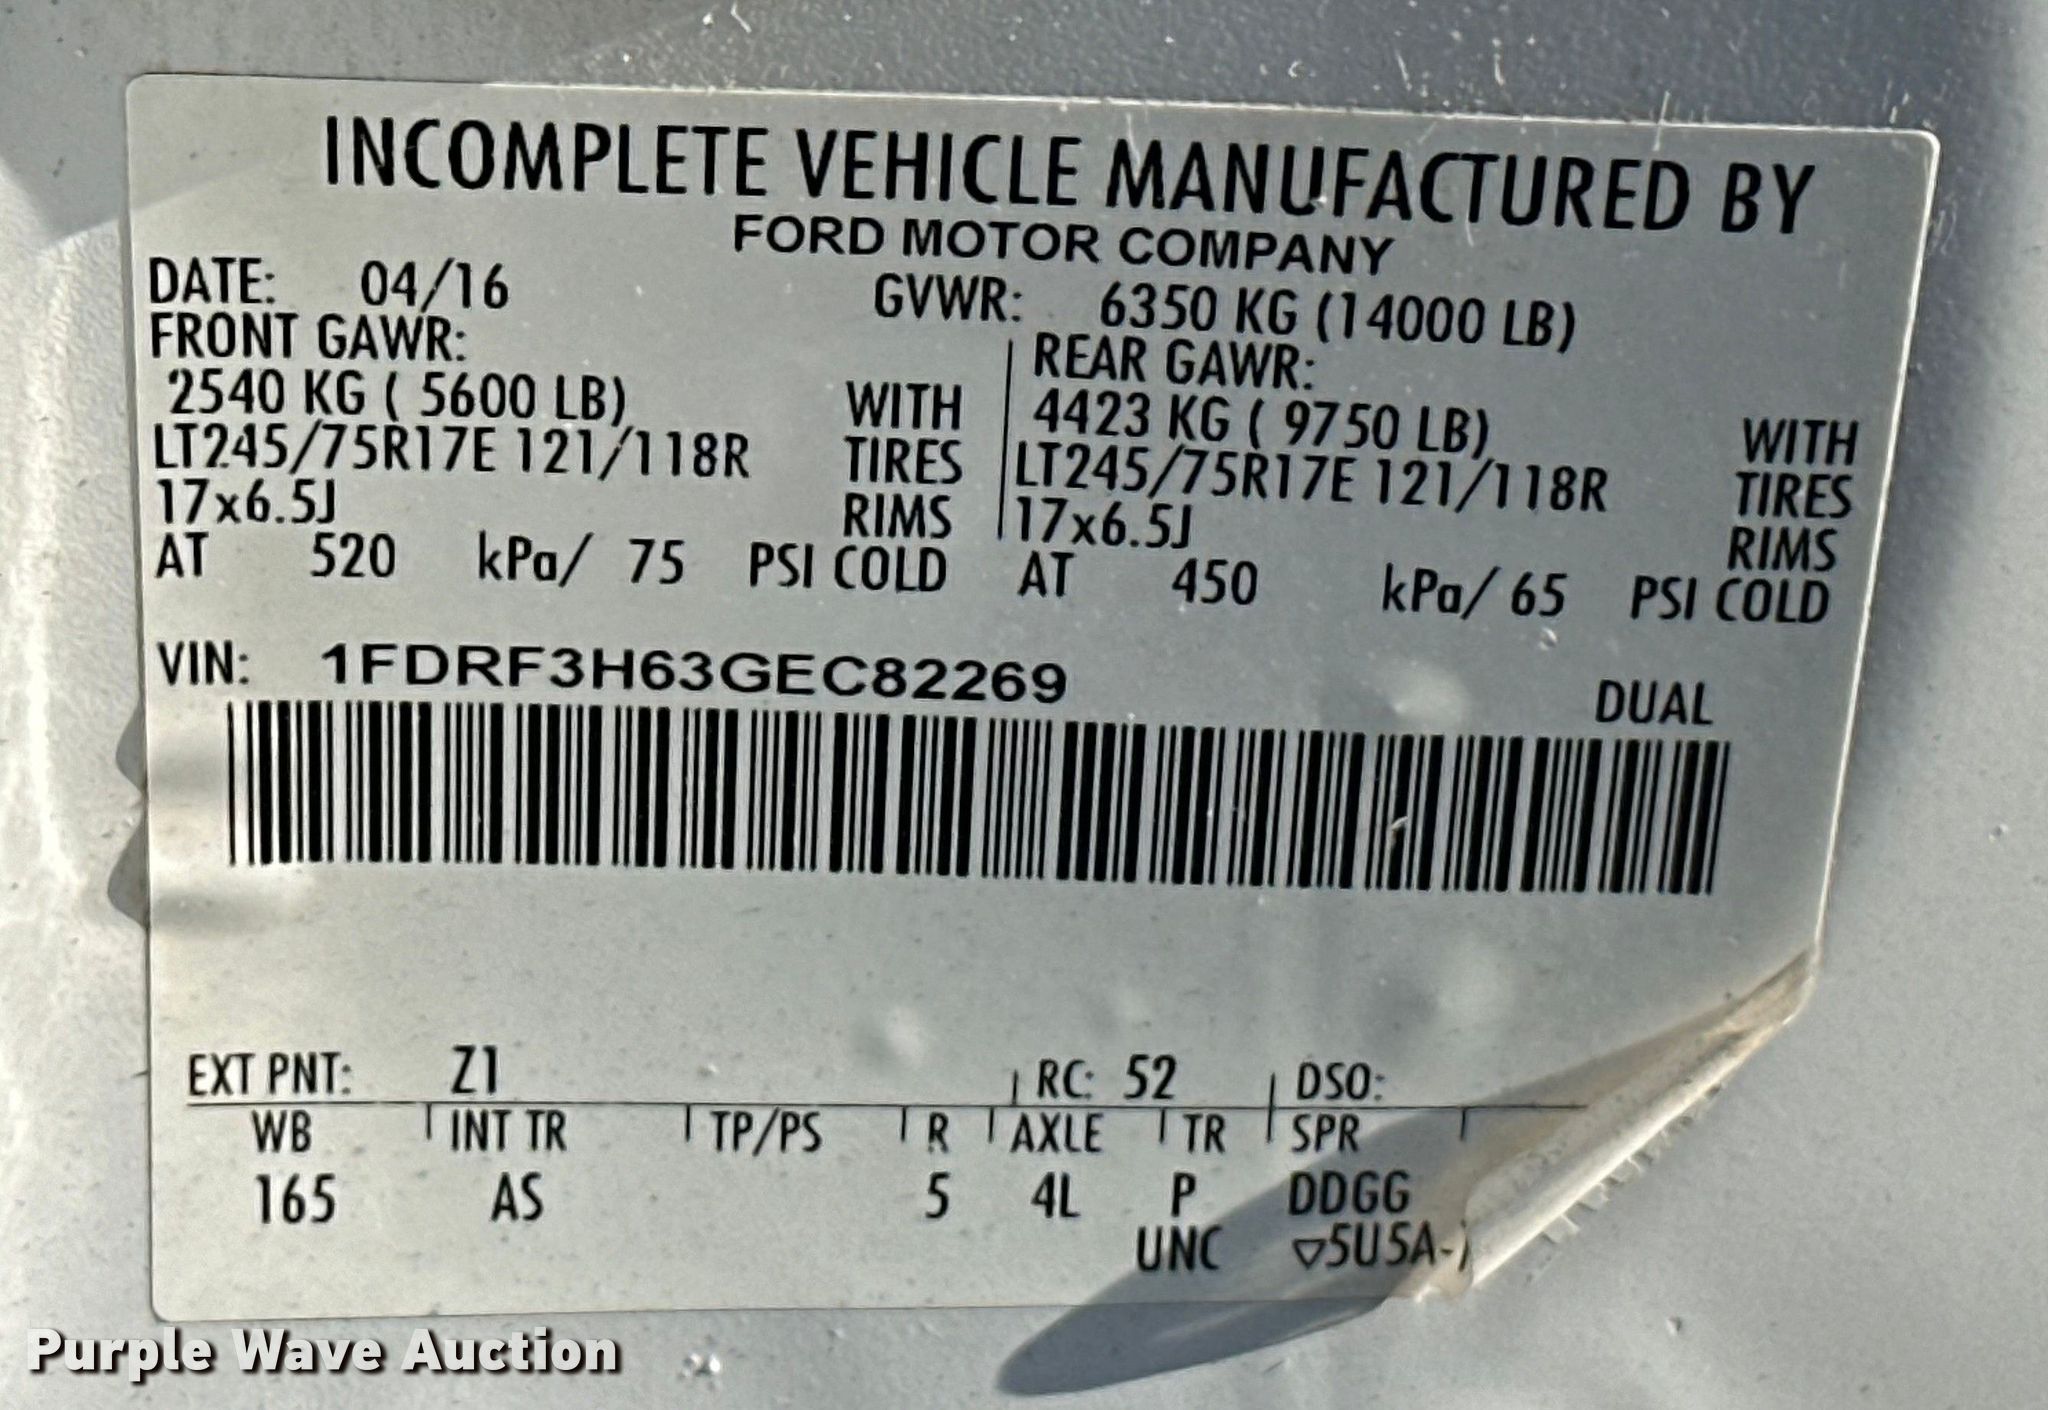 INCOMPLETE VEHICLE MANUFACTURED BY
FORD MOTOR COMPANY
DATE: 04/16 GVWR: 6350 KG (14000 LB)
FRONT GAWR: REAR GAWR:
2540 KG ( 5600 LB) WITH 4423 KG ( 9750 LB) WITH
LT245/75R17E 121/118R TIRES LT245/75R17E 121/118R TIRES
17x6.5J RIMS 17x6.5J RIMS
AT 520 kPa/ 75 PSI COLD AT 450 kPa/ 65 PSI COLD
VIN: 1FDRF3H63GEC82269
DUAL
EXT PNT: Z1 RC: 52 DSO:
WB INT TR TP/PS R AXLE TR SPR
165 AS 5 4L P DDGG
UNC ▽5U5A-
Purple Wave Auction